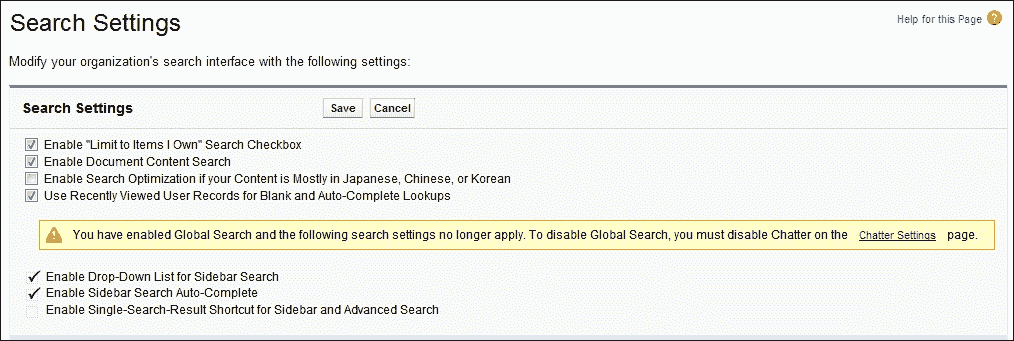 Search Settings
Help for this Page ?
Modify your organization's search interface with the following settings:
Search Settings Save Cancel
Enable "Limit to Items I Own" Search Checkbox
Enable Document Content Search
Enable Search Optimization if your Content is Mostly in Japanese, Chinese, or Korean
Use Recently Viewed User Records for Blank and Auto-Complete Lookups
You have enabled Global Search and the following search settings no longer apply. To disable Global Search, you must disable Chatter on the Chatter Settings page.
Enable Drop-Down List for Sidebar Search
Enable Sidebar Search Auto-Complete
Enable Single-Search-Result Shortcut for Sidebar and Advanced Search